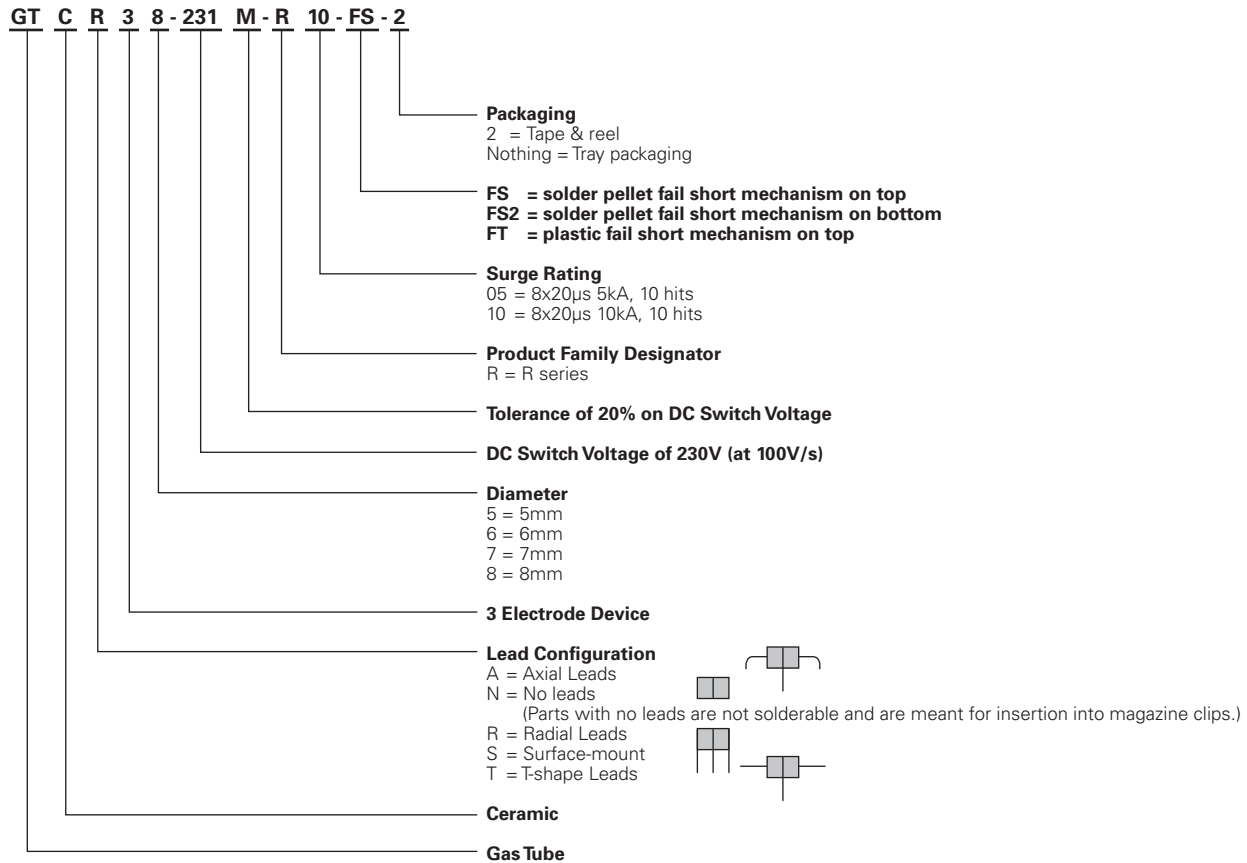 GT C R 3 8 - 231 M - R 10 - FS - 2
Packaging
2 = Tape & reel
Nothing = Tray packaging
FS = solder pellet fail short mechanism on top
FS2 = solder pellet fail short mechanism on bottom
FT = plastic fail short mechanism on top
Surge Rating
05 = 8x20µs 5kA, 10 hits
10 = 8x20µs 10kA, 10 hits
Product Family Designator
R = R series
Tolerance of 20% on DC Switch Voltage
DC Switch Voltage of 230V (at 100V/s)
Diameter
5 = 5mm
6 = 6mm
7 = 7mm
8 = 8mm
3 Electrode Device
Lead Configuration
A = Axial Leads
N = No leads
(Parts with no leads are not solderable and are meant for insertion into magazine clips.)
R = Radial Leads
S = Surface-mount
T = T-shape Leads
Ceramic
Gas Tube